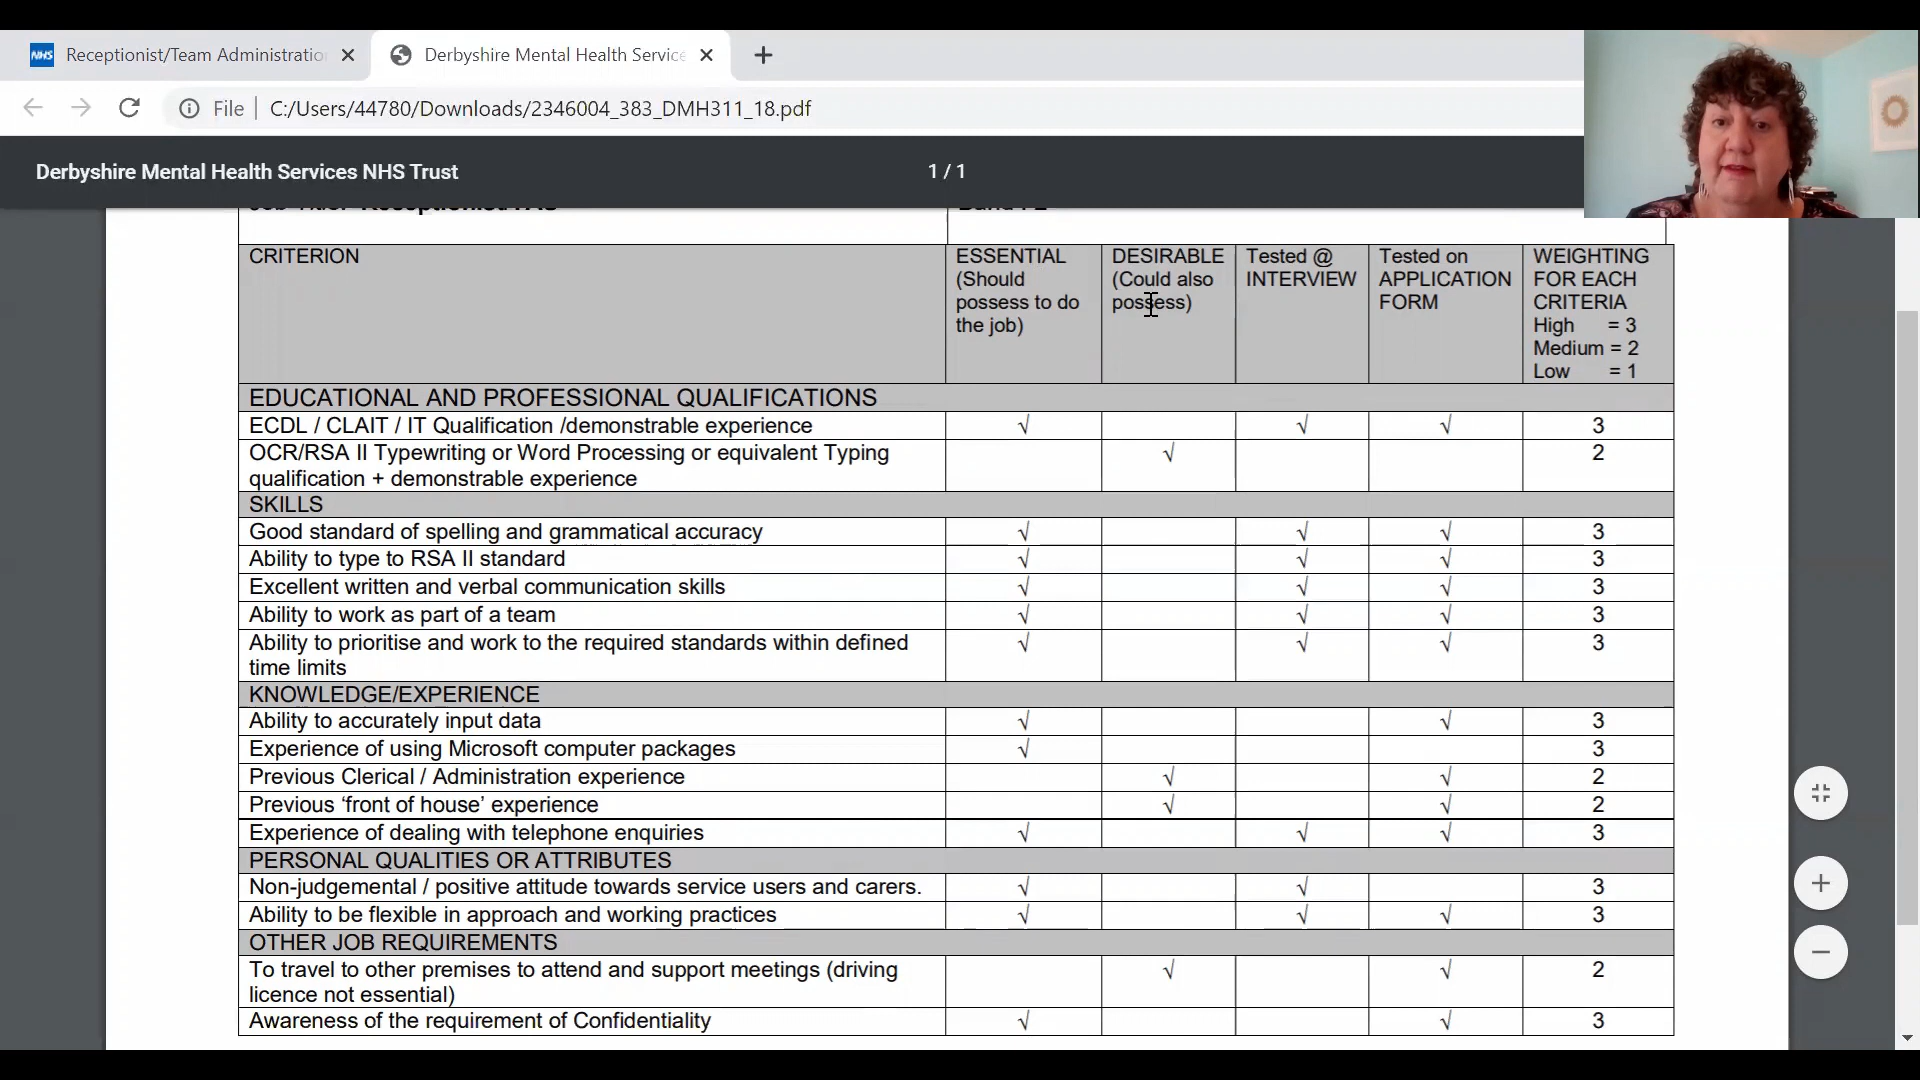 NHS Receptionist/Team Administratio
Derbyshire Mental Health Service
File C:/Users/44780/Downloads/2346004_383_DMH311_18.pdf
Derbyshire Mental Health Services NHS Trust 1 / 1
CRITERION
ESSENTIAL
(Should
possess to do
the job)
DESIRABLE
(Could also
possess)
Tested @
INTERVIEW
Tested on
APPLICATION
FORM
WEIGHTING
FOR EACH
CRITERIA
High = 3
Medium = 2
Low = 1
EDUCATIONAL AND PROFESSIONAL QUALIFICATIONS
ECDL / CLAIT / IT Qualification /demonstrable experience √ √ √ 3
OCR/RSA II Typewriting or Word Processing or equivalent Typing √ 2
qualification + demonstrable experience
SKILLS
Good standard of spelling and grammatical accuracy √ √ √ 3
Ability to type to RSA II standard √ √ √ 3
Excellent written and verbal communication skills √ √ √ 3
Ability to work as part of a team √ √ √ 3
Ability to prioritise and work to the required standards within defined √ √ √ 3
time limits
KNOWLEDGE/EXPERIENCE
Ability to accurately input data √ √ 3
Experience of using Microsoft computer packages √ 3
Previous Clerical / Administration experience √ √ 2
Previous ‘front of house’ experience √ √ 2
Experience of dealing with telephone enquiries √ √ √ 3
PERSONAL QUALITIES OR ATTRIBUTES
Non-judgemental / positive attitude towards service users and carers. √ √ 3
Ability to be flexible in approach and working practices √ √ √ 3
OTHER JOB REQUIREMENTS
To travel to other premises to attend and support meetings (driving √ √ 2
licence not essential)
Awareness of the requirement of Confidentiality √ √ 3